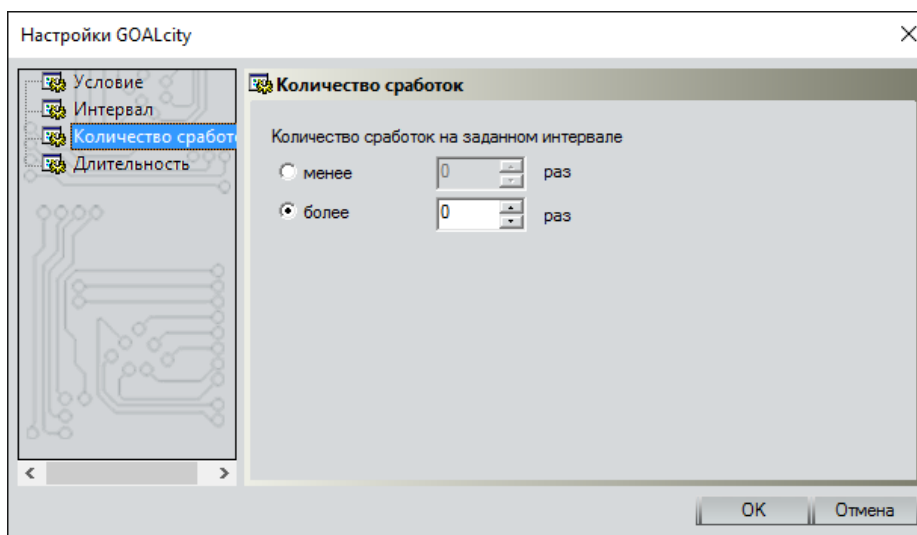 Настройки GOALcity
Условие
Интервал
Количество сработ
Длительность
Количество сработок
Количество сработок на заданном интервале
менее 0 раз
более 0 раз
OK Отмена